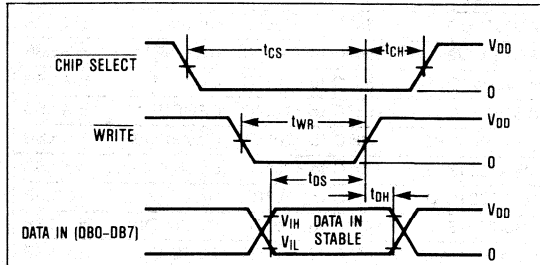 tCS
tCH
VDD
CHIP SELECT
0
tWR
VDD
WRITE
0
tDS
tDH
VDD
VIH DATA IN
DATA IN (DB0-DB7)
VIL STABLE
0